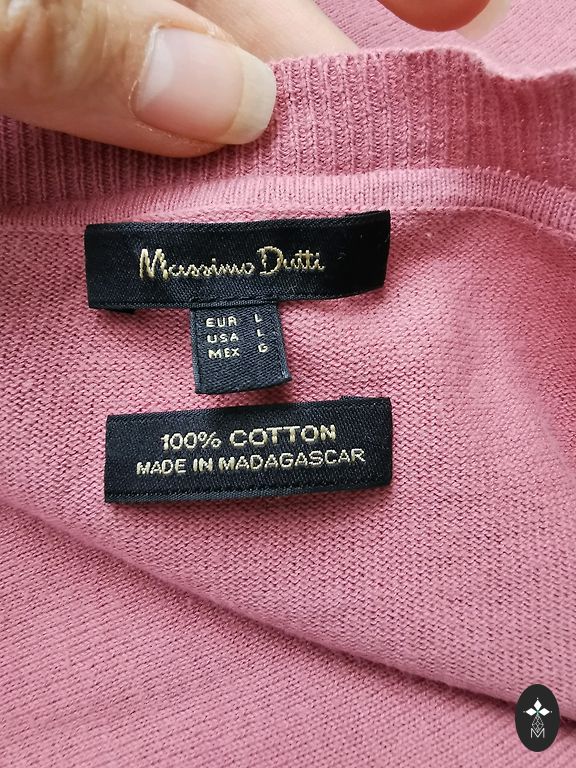 Massimo Dutti
EUR L
USA L
MEX G
100% COTTON
MADE IN MADAGASCAR
M